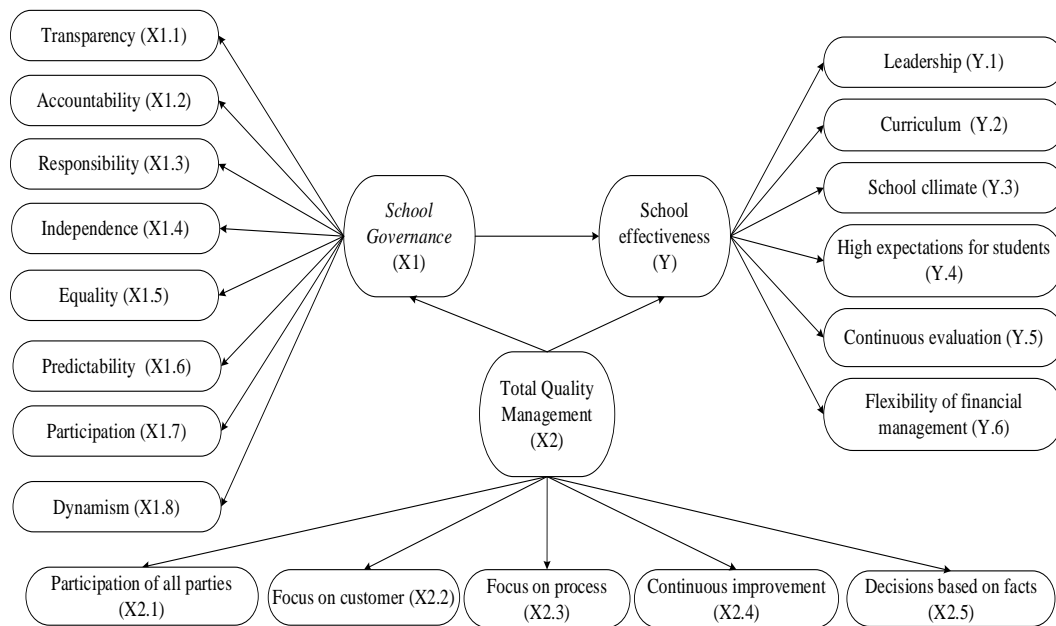 Transparency (X1.1)
Accountability (X1.2)
Responsibility (X1.3)
Independence (X1.4)
Equality (X1.5)
Predictability (X1.6)
Participation (X1.7)
Dynamism (X1.8)
School
Governance
(X1)
School
effectiveness
(Y)
Total Quality
Management
(X2)
Leadership (Y.1)
Curriculum (Y.2)
School cllimate (Y.3)
High expectations for students
(Y.4)
Continuous evaluation (Y.5)
Flexibility of financial
management (Y.6)
Participation of all parties
(X2.1)
Focus on customer (X2.2)
Focus on process
(X2.3)
Continuous improvement
(X2.4)
Decisions based on facts
(X2.5)